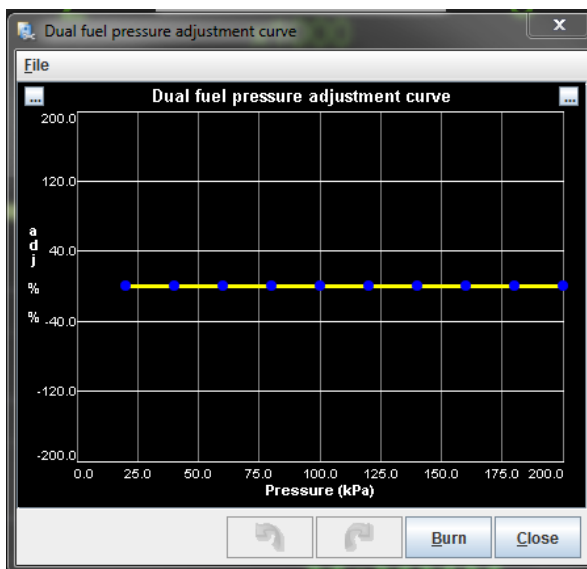 Dual fuel pressure adjustment curve
x
File
...
Dual fuel pressure adjustment curve
...
200.0
120.0
40.0
-40.0
-120.0
-200.0
a
d
j
%
%
0.0 25.0 50.0 75.0 100.0 125.0 150.0 175.0 200.0
Pressure (kPa)
Burn Close